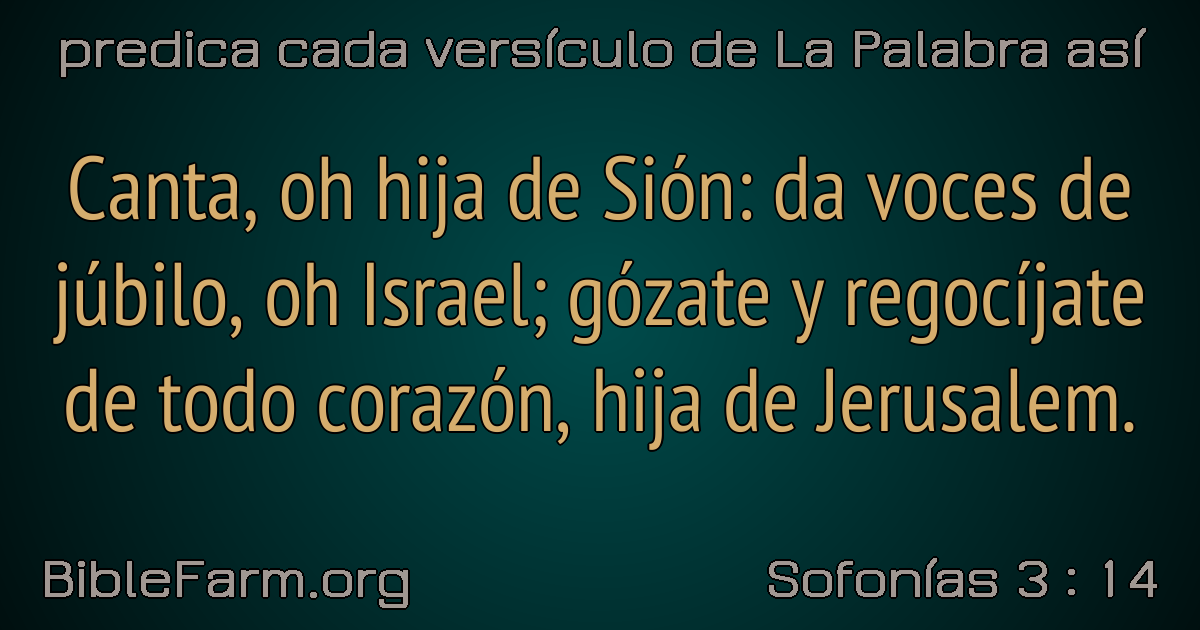 predica cada versículo de La Palabra así
Canta, oh hija de Sión: da voces de
júbilo, oh Israel; gózate y regocíjate
de todo corazón, hija de Jerusalem.
BibleFarm.org
Sofonías 3 : 14